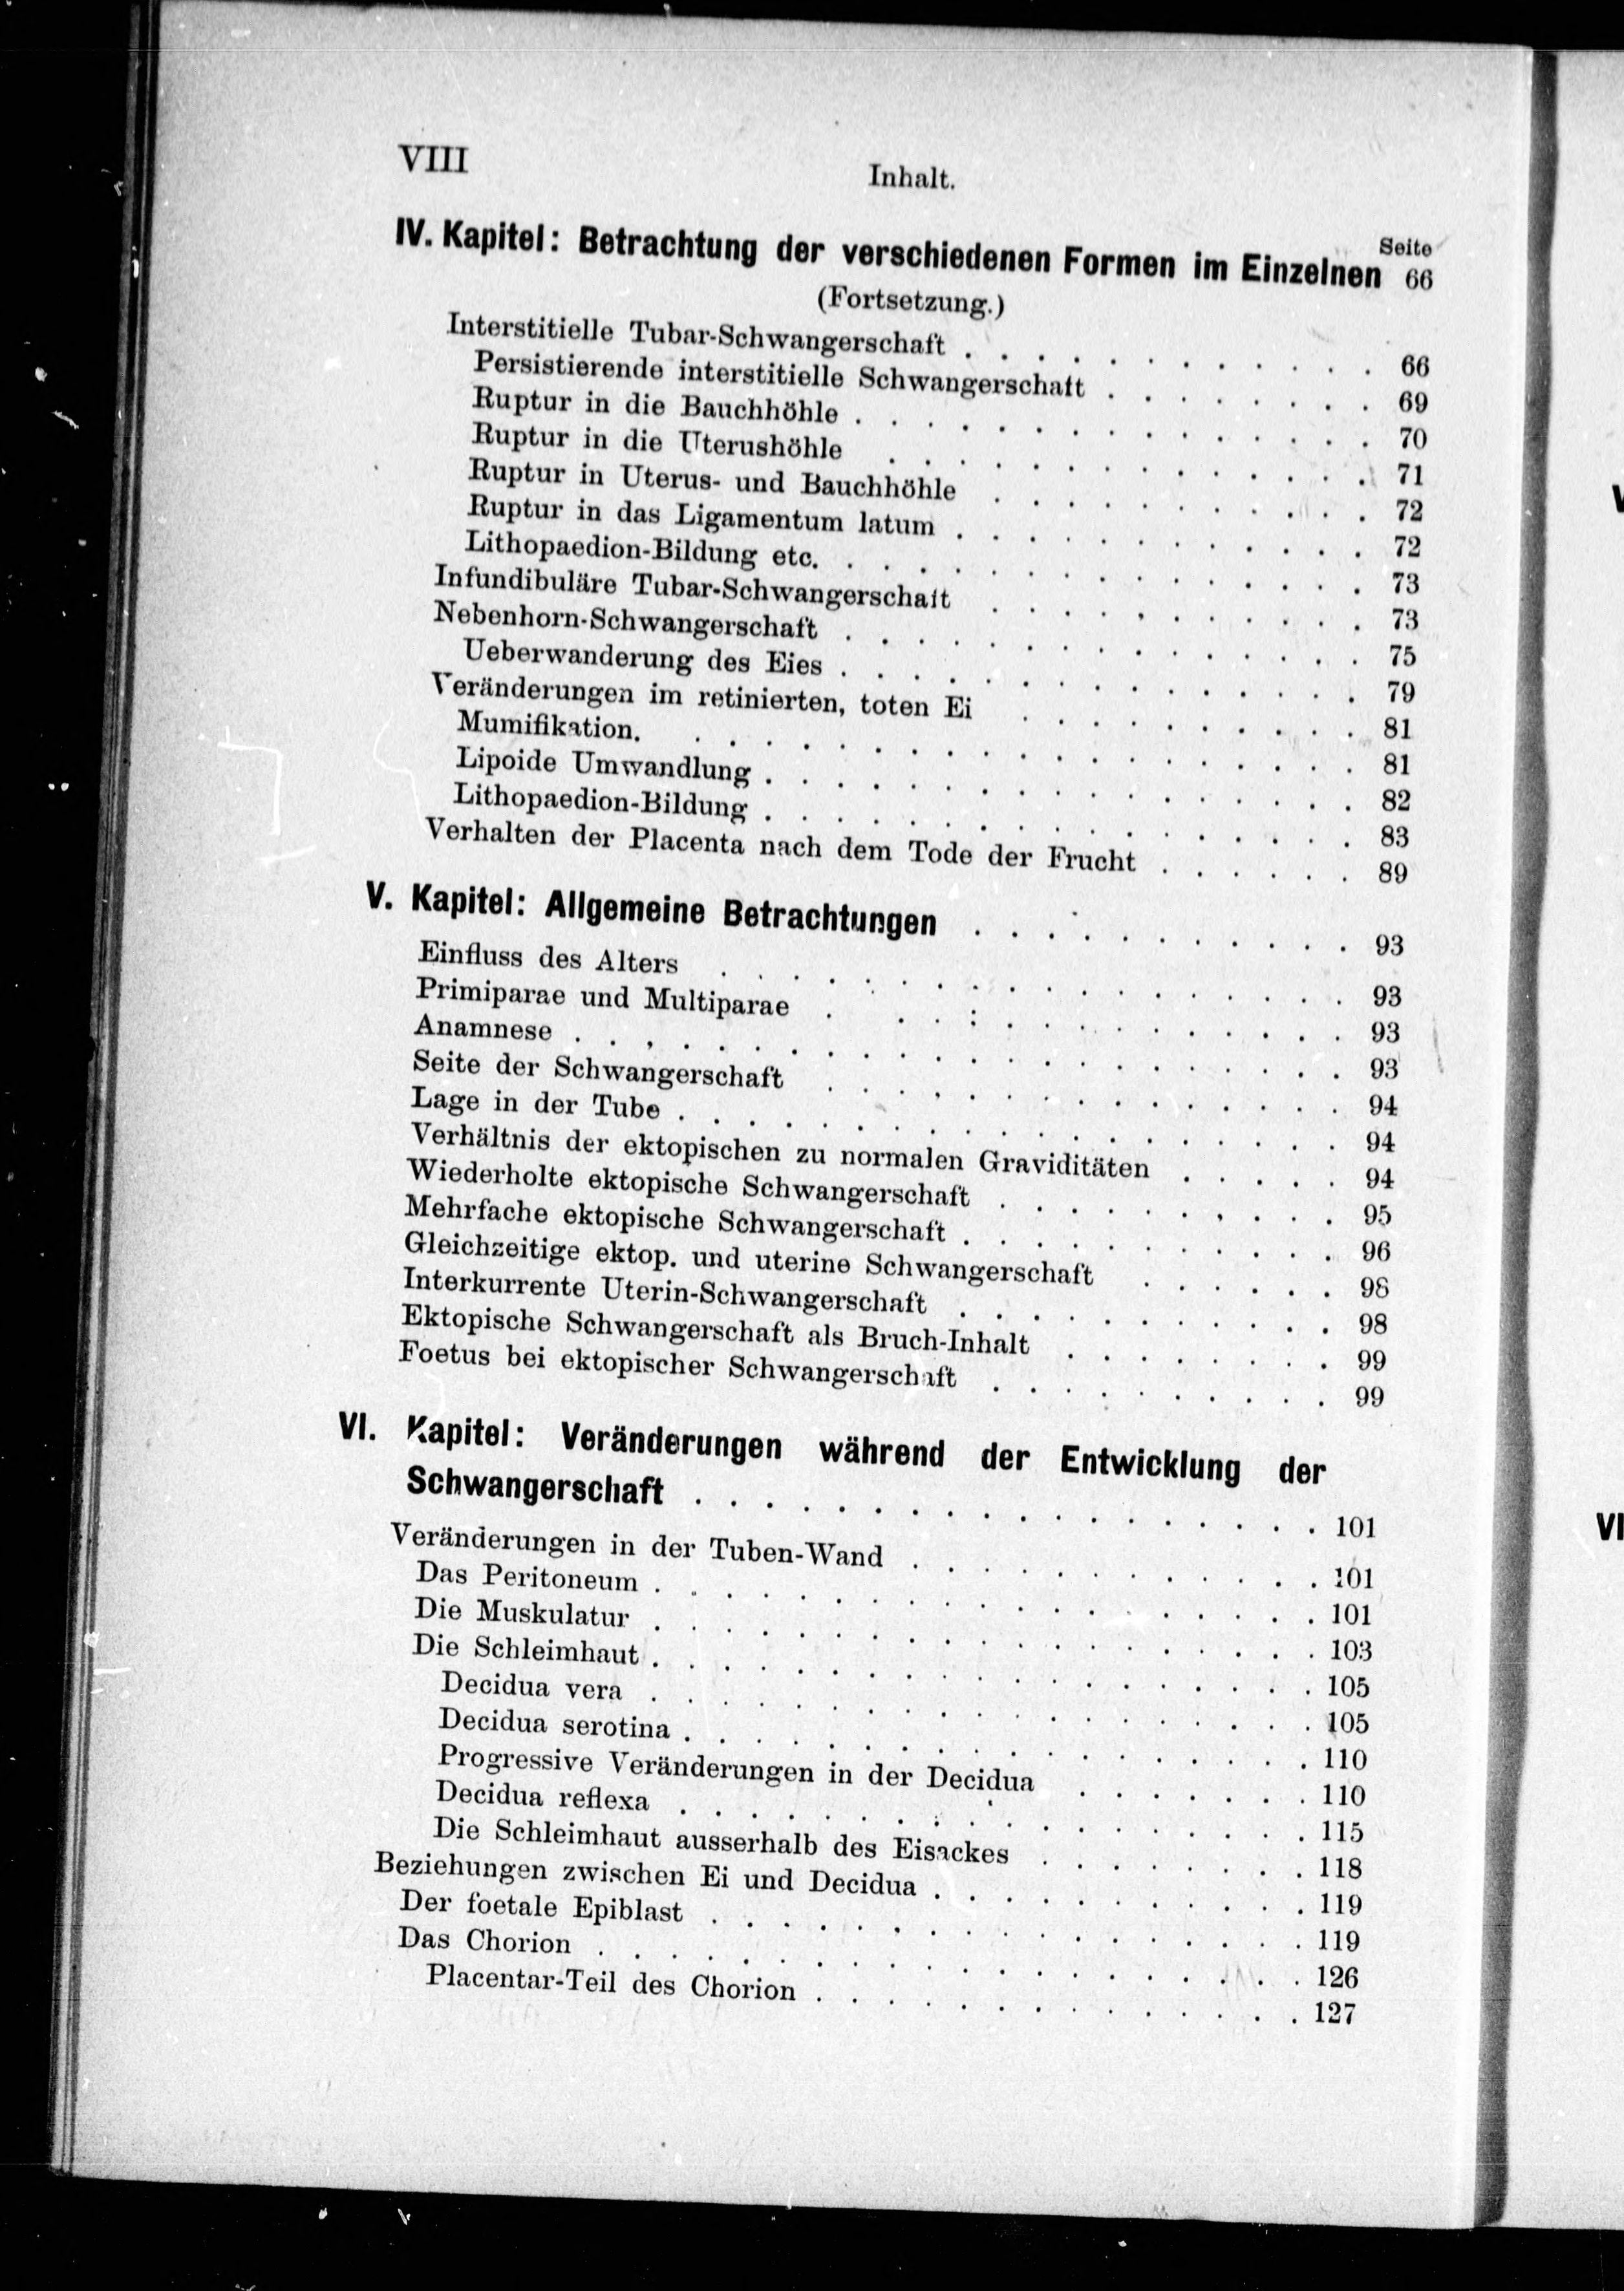 VIII
Inhalt.
Seite
IV. Kapitel: Betrachtung der verschiedenen Formen im Einzelnen 66
(Fortsetzung.)
Interstitielle Tubar-Schwangerschaft . . . . . . . . . . . . 66
Persistierende interstitielle Schwangerschaft . . . . . . . . 69
Ruptur in die Bauchhöhle . . . . . . . . . . . . . . . 70
Ruptur in die Uterushöhle . . . . . . . . . . . . . . 71
Ruptur in Uterus- und Bauchhöhle . . . . . . . . . . . 72
Ruptur in das Ligamentum latum . . . . . . . . . . . . 72
Lithopaedion-Bildung etc. . . . . . . . . . . . . . . . 73
Infundibuläre Tubar-Schwangerschaft . . . . . . . . . . . 73
Nebenhorn-Schwangerschaft . . . . . . . . . . . . . . . 75
Ueberwanderung des Eies . . . . . . . . . . . . . . . 79
Veränderungen im retinierten, toten Ei . . . . . . . . . . 81
Mumifikation. . . . . . . . . . . . . . . . . . . . 81
Lipoide Umwandlung . . . . . . . . . . . . . . . . . 82
Lithopaedion-Bildung . . . . . . . . . . . . . . . . . 83
Verhalten der Placenta nach dem Tode der Frucht . . . . . . 89
V. Kapitel: Allgemeine Betrachtungen . . . . . . . . . . . 93
Einfluss des Alters . . . . . . . . . . . . . . . . . . 93
Primiparae und Multiparae . . . . . . . . . . . . . . 93
Anamnese . . . . . . . . . . . . . . . . . . . . . . 93
Seite der Schwangerschaft . . . . . . . . . . . . . . . 94
Lage in der Tube . . . . . . . . . . . . . . . . . . . 94
Verhältnis der ektopischen zu normalen Graviditäten . . . . . 94
Wiederholte ektopische Schwangerschaft . . . . . . . . . . 95
Mehrfache ektopische Schwangerschaft . . . . . . . . . . . 96
Gleichzeitige ektop. und uterine Schwangerschaft . . . . . . 98
Interkurrente Uterin-Schwangerschaft . . . . . . . . . . . 98
Ektopische Schwangerschaft als Bruch-Inhalt . . . . . . . . 99
Foetus bei ektopischer Schwangerschaft . . . . . . . . . . 99
VI. Kapitel: Veränderungen während der Entwicklung der
Schwangerschaft . . . . . . . . . . . . . . . . . . 101
Veränderungen in der Tuben-Wand . . . . . . . . . . . . 101
Das Peritoneum . . . . . . . . . . . . . . . . . . . 101
Die Muskulatur . . . . . . . . . . . . . . . . . . . 103
Die Schleimhaut . . . . . . . . . . . . . . . . . . . 105
Decidua vera . . . . . . . . . . . . . . . . . . . 105
Decidua serotina . . . . . . . . . . . . . . . . . . 110
Progressive Veränderungen in der Decidua . . . . . . . 110
Decidua reflexa . . . . . . . . . . . . . . . . . . 115
Die Schleimhaut ausserhalb des Eisackes . . . . . . . . 118
Beziehungen zwischen Ei und Decidua . . . . . . . . . . . 119
Der foetale Epiblast . . . . . . . . . . . . . . . . . 119
Das Chorion . . . . . . . . . . . . . . . . . . . . 126
Placentar-Teil des Chorion . . . . . . . . . . . . . . 127
VI